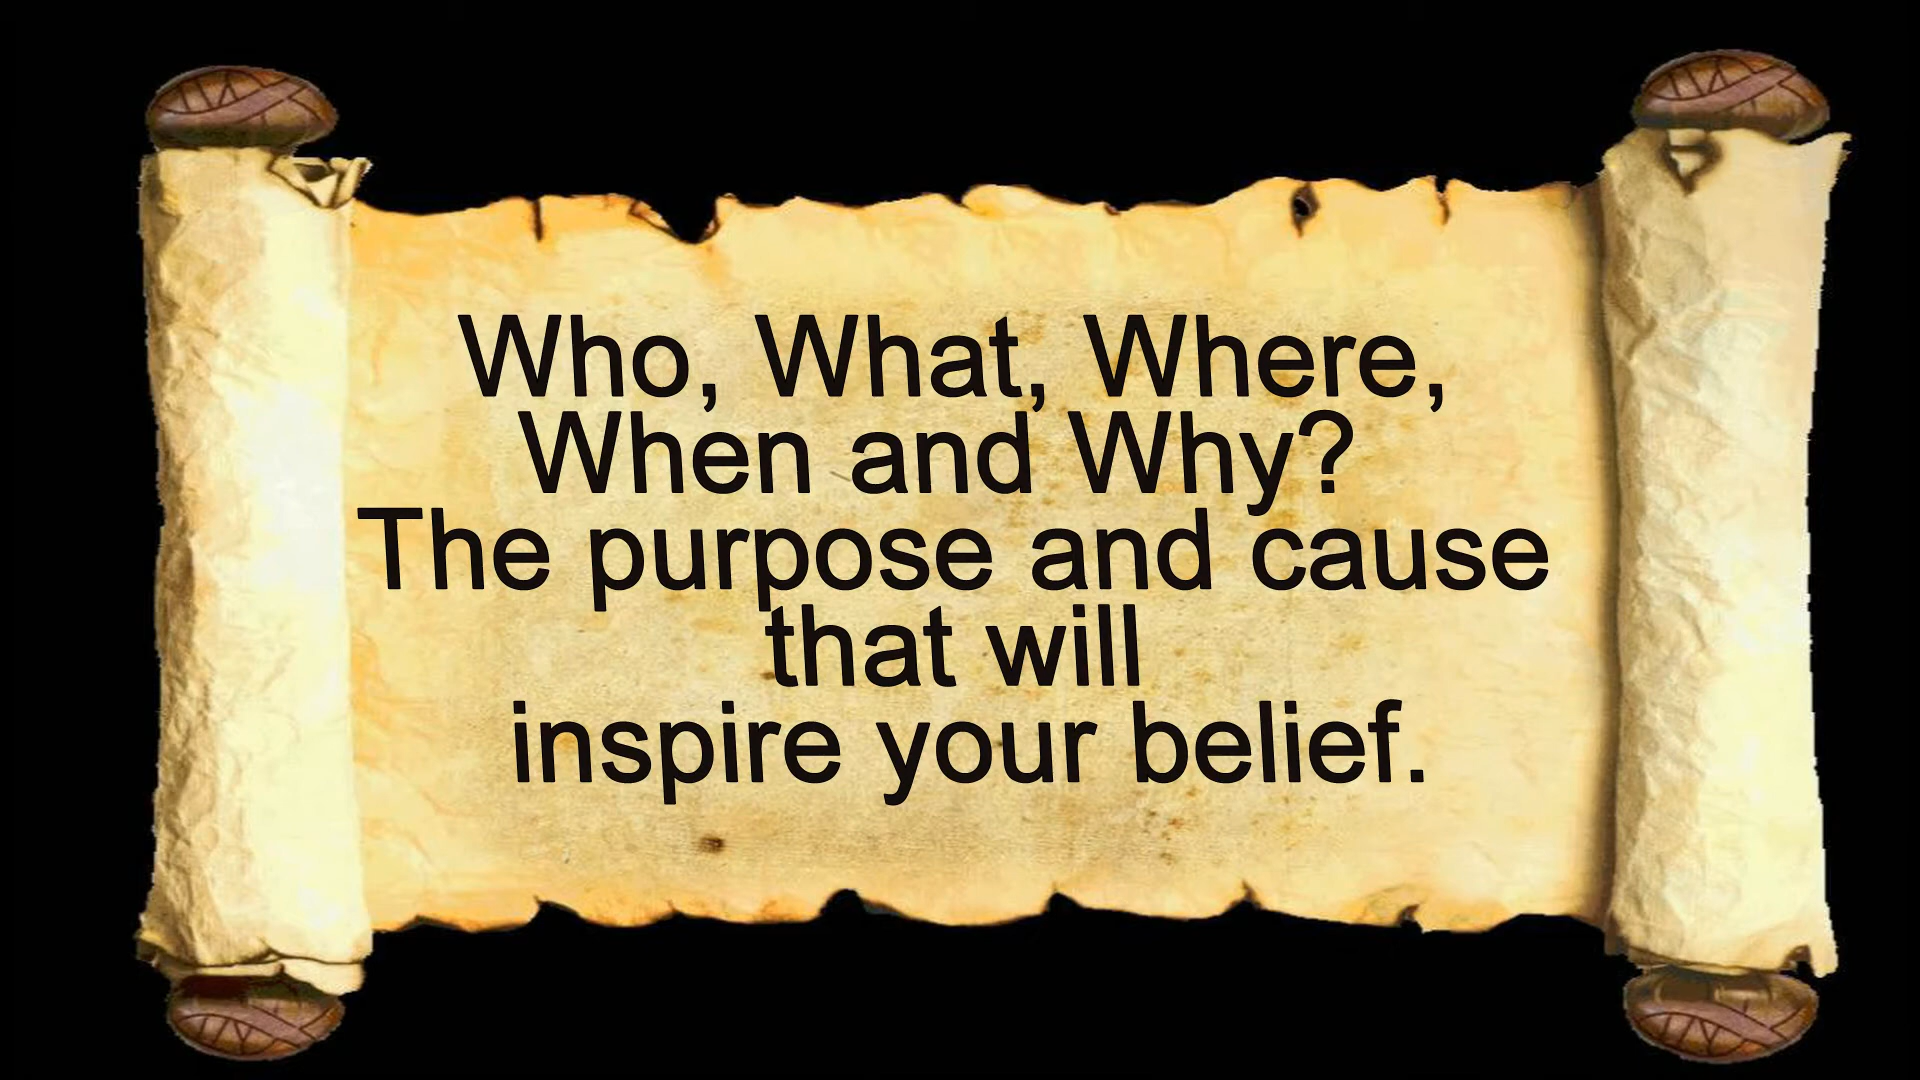 Who, What, Where,
When and Why?
The purpose and cause
that will
inspire your belief.